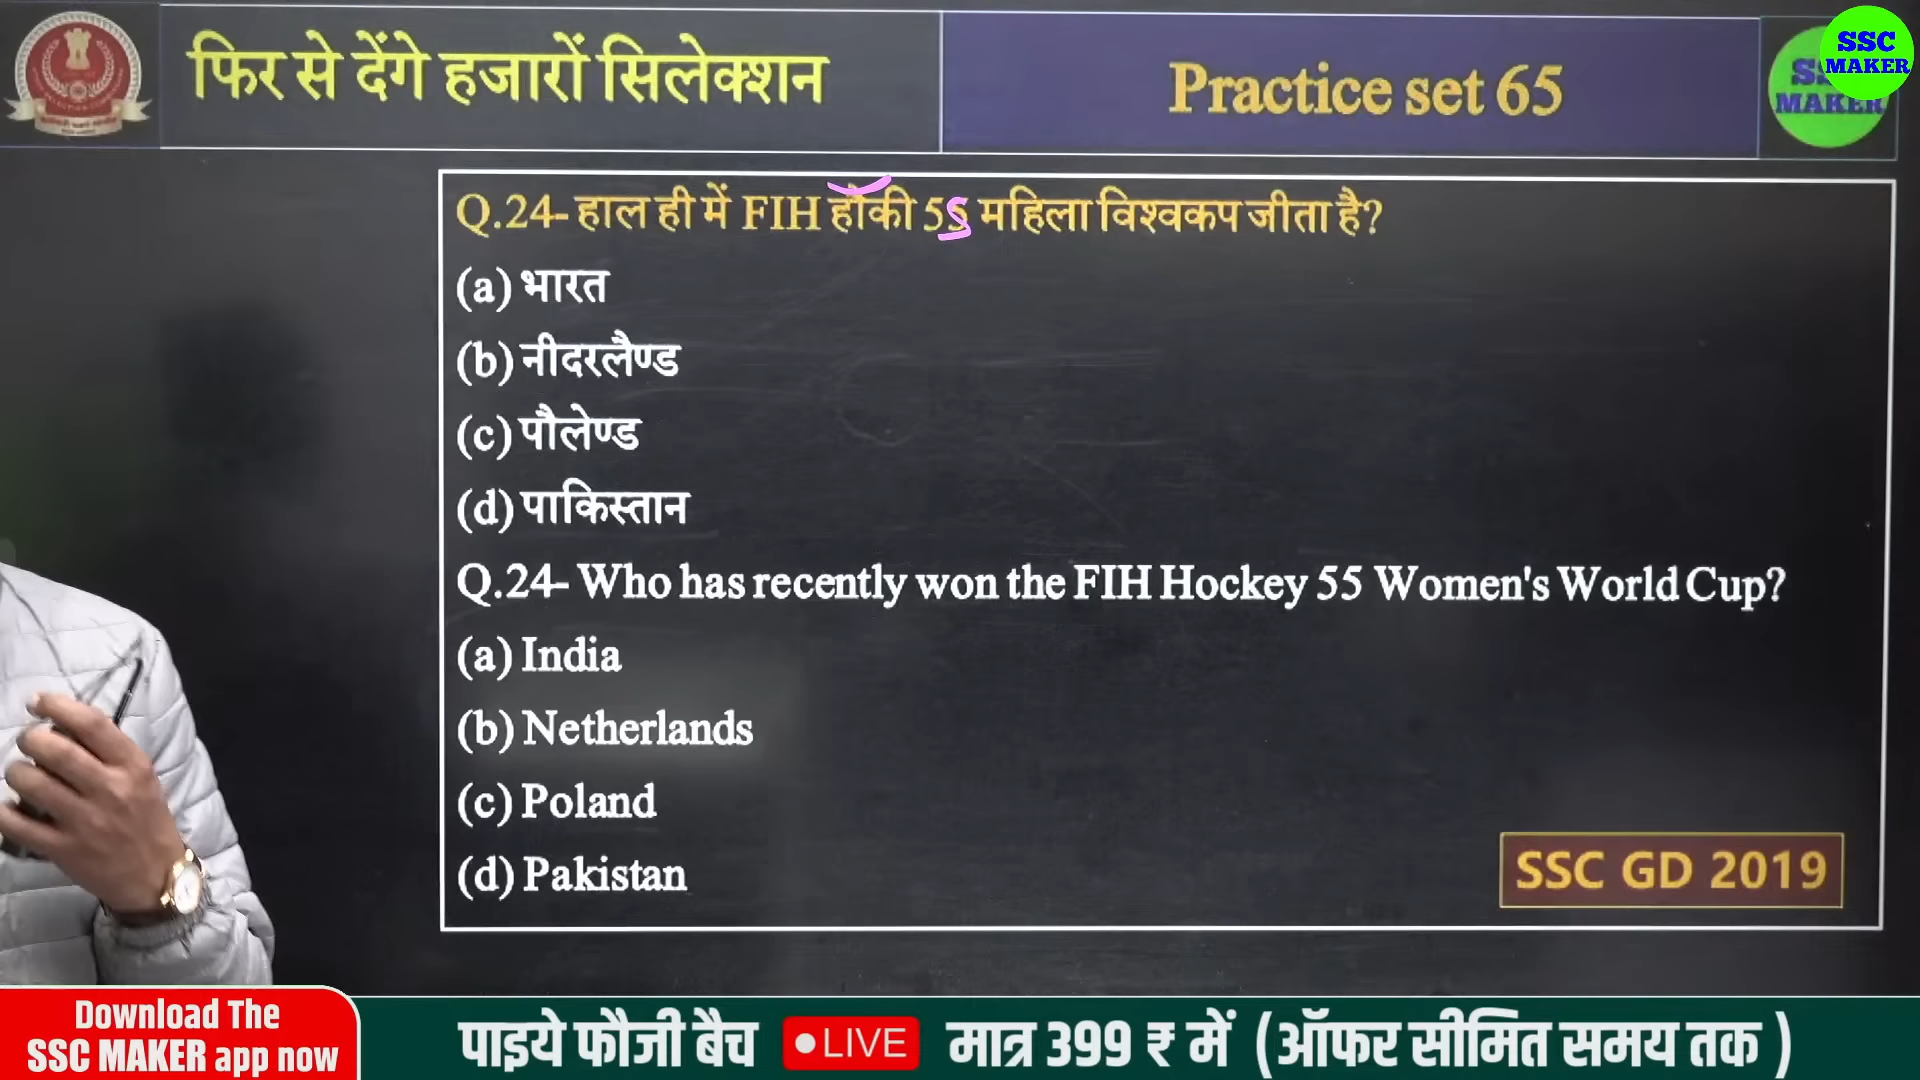 फिर से देंगे हजारों सिलेक्शन
Practice set 65
SSC
MAKER
MAKER
Q.24- हाल ही में FIH हॉकी 5S महिला विश्वकप जीता है?
(a) भारत
(b) नीदरलैण्ड
(c) पौलेण्ड
(d) पाकिस्तान
Q.24- Who has recently won the FIH Hockey 55 Women's World Cup?
(a) India
(b) Netherlands
(c) Poland
(d) Pakistan
SSC GD 2019
Download The
SSC MAKER app now
पाइये फौजी बैच LIVE मात्र 399 ₹ में (ऑफर सीमित समय तक )